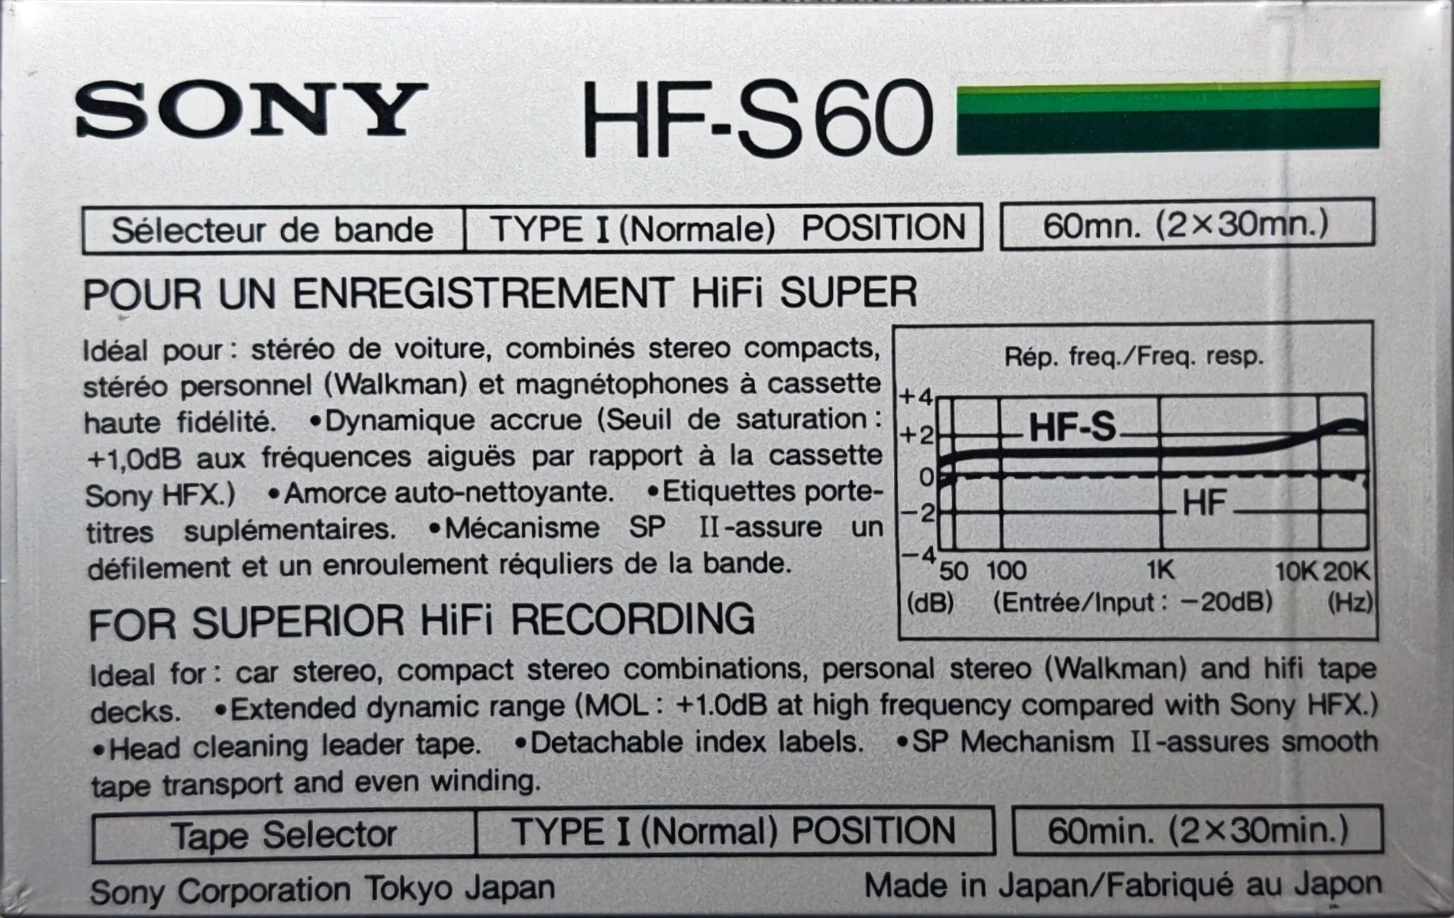 SONY HF-S60
Sélecteur de bande TYPE I (Normale) POSITION 60mn. (2×30mn.)
POUR UN ENREGISTREMENT HiFi SUPER
Idéal pour : stéréo de voiture, combinés stereo compacts,
stéréo personnel (Walkman) et magnétophones à cassette
haute fidélité. •Dynamique accrue (Seuil de saturation :
+1,0dB aux fréquences aiguës par rapport à la cassette
Sony HFX.) •Amorce auto-nettoyante. •Etiquettes porte-
titres suplémentaires. •Mécanisme SP II-assure un
défilement et un enroulement réquliers de la bande.
Rép. freq./Freq. resp.
+4
+2
0
−2
−4
HF-S
HF
50 100 1K 10K 20K
(dB) (Entrée/Input : −20dB) (Hz)
FOR SUPERIOR HiFi RECORDING
Ideal for : car stereo, compact stereo combinations, personal stereo (Walkman) and hifi tape
decks. •Extended dynamic range (MOL : +1.0dB at high frequency compared with Sony HFX.)
•Head cleaning leader tape. •Detachable index labels. •SP Mechanism II-assures smooth
tape transport and even winding.
Tape Selector TYPE I (Normal) POSITION 60min. (2×30min.)
Sony Corporation Tokyo Japan Made in Japan/Fabriqué au Japon